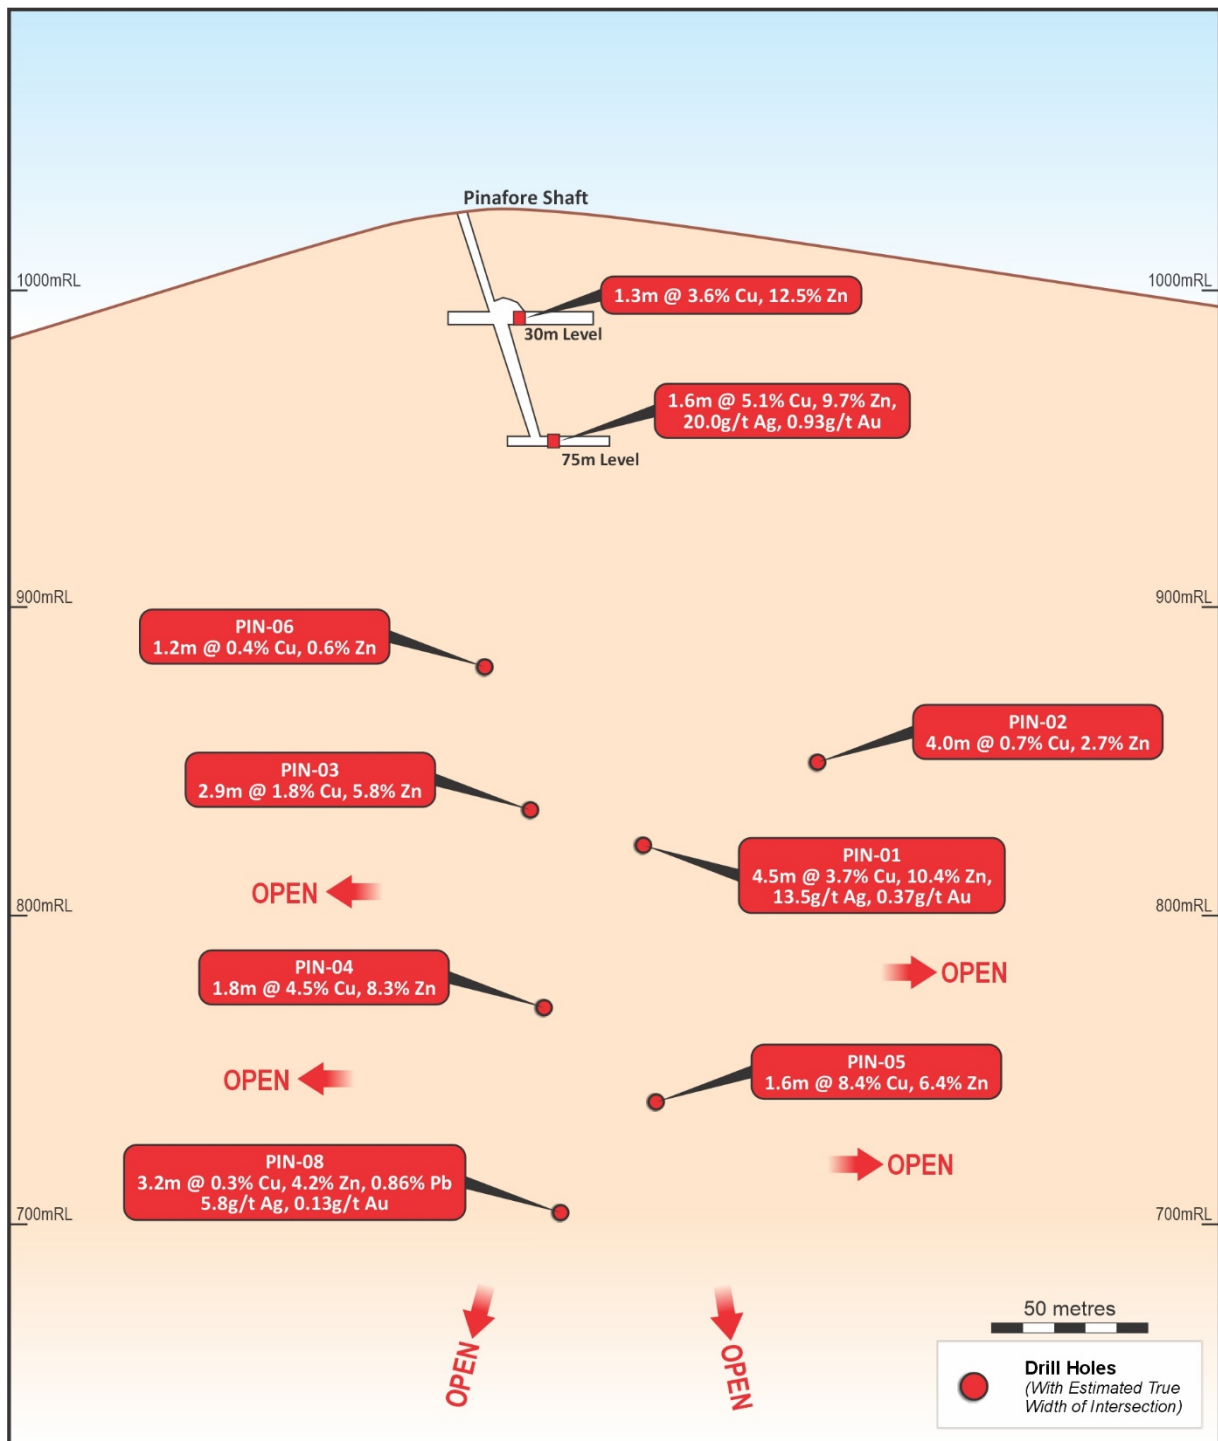 Pinafore Shaft
1000mRL
1000mRL
1.3m @ 3.6% Cu, 12.5% Zn
30m Level
1.6m @ 5.1% Cu, 9.7% Zn,
20.0g/t Ag, 0.93g/t Au
75m Level
900mRL
900mRL
PIN-06
1.2m @ 0.4% Cu, 0.6% Zn
PIN-02
4.0m @ 0.7% Cu, 2.7% Zn
PIN-03
2.9m @ 1.8% Cu, 5.8% Zn
PIN-01
4.5m @ 3.7% Cu, 10.4% Zn,
13.5g/t Ag, 0.37g/t Au
OPEN
800mRL
800mRL
PIN-04
1.8m @ 4.5% Cu, 8.3% Zn
OPEN
PIN-05
1.6m @ 8.4% Cu, 6.4% Zn
OPEN
PIN-08
3.2m @ 0.3% Cu, 4.2% Zn, 0.86% Pb
5.8g/t Ag, 0.13g/t Au
OPEN
700mRL
700mRL
OPEN
OPEN
50 metres
Drill Holes
(With Estimated True
Width of Intersection)